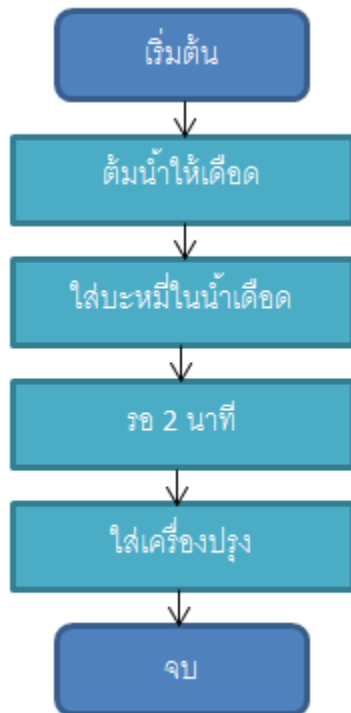 เริ่มต้น
ต้มน้ำให้เดือด
ใส่บะหมี่ในน้ำเดือด
รอ 2 นาที
ใส่เครื่องปรุง
จบ